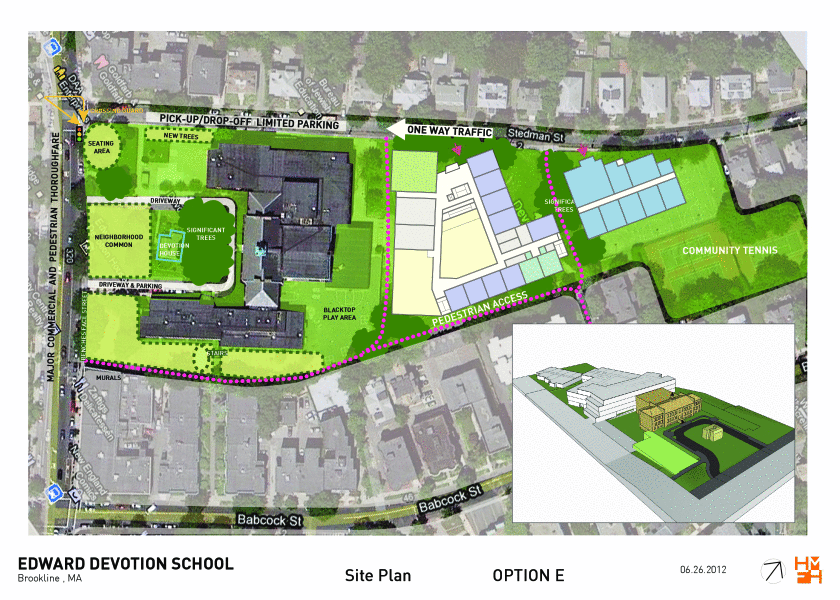 PICK-UP/DROP-OFF LIMITED PARKING
ONE WAY TRAFFIC
Stedman St
NEW TREES
SEATING
AREA
DRIVEWAY
NEIGHBORHOOD
COMMON
DEVOTION
HOUSE
SIGNIFICANT
TREES
DRIVEWAY & PARKING
BLACKTOP
PLAY AREA
STAIRS
MURALS
MAJOR COMMERCIAL AND PEDESTRIAN THOROUGHFARE
TREES
COMMUNITY TENNIS
PEDESTRIAN ACCESS
Babcock St
46
Babcock St
EDWARD DEVOTION SCHOOL
Brookline , MA
Site Plan
OPTION E
06.26.2012